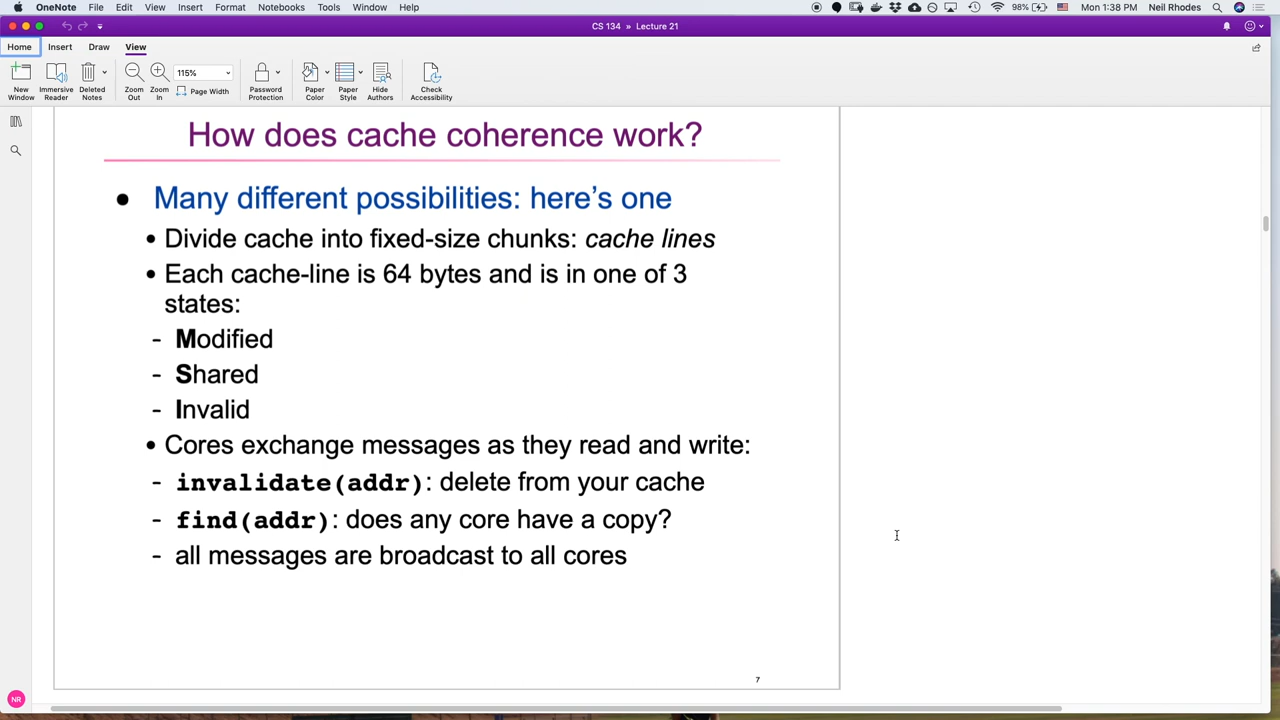 OneNote File Edit View Insert Format Notebooks Tools Window Help 98% Mon 1:38 PM Neil Rhodes
CS 134 » Lecture 21
Home Insert Draw View
New Window
Immersive Reader
Deleted Notes
Zoom Out
Zoom In
115%
Page Width
Password Protection
Paper Color
Paper Style
Hide Authors
Check Accessibility
How does cache coherence work?
• Many different possibilities: here's one
• Divide cache into fixed-size chunks: cache lines
• Each cache-line is 64 bytes and is in one of 3
states:
- Modified
- Shared
- Invalid
• Cores exchange messages as they read and write:
- invalidate(addr): delete from your cache
- find(addr): does any core have a copy?
- all messages are broadcast to all cores
7
NR